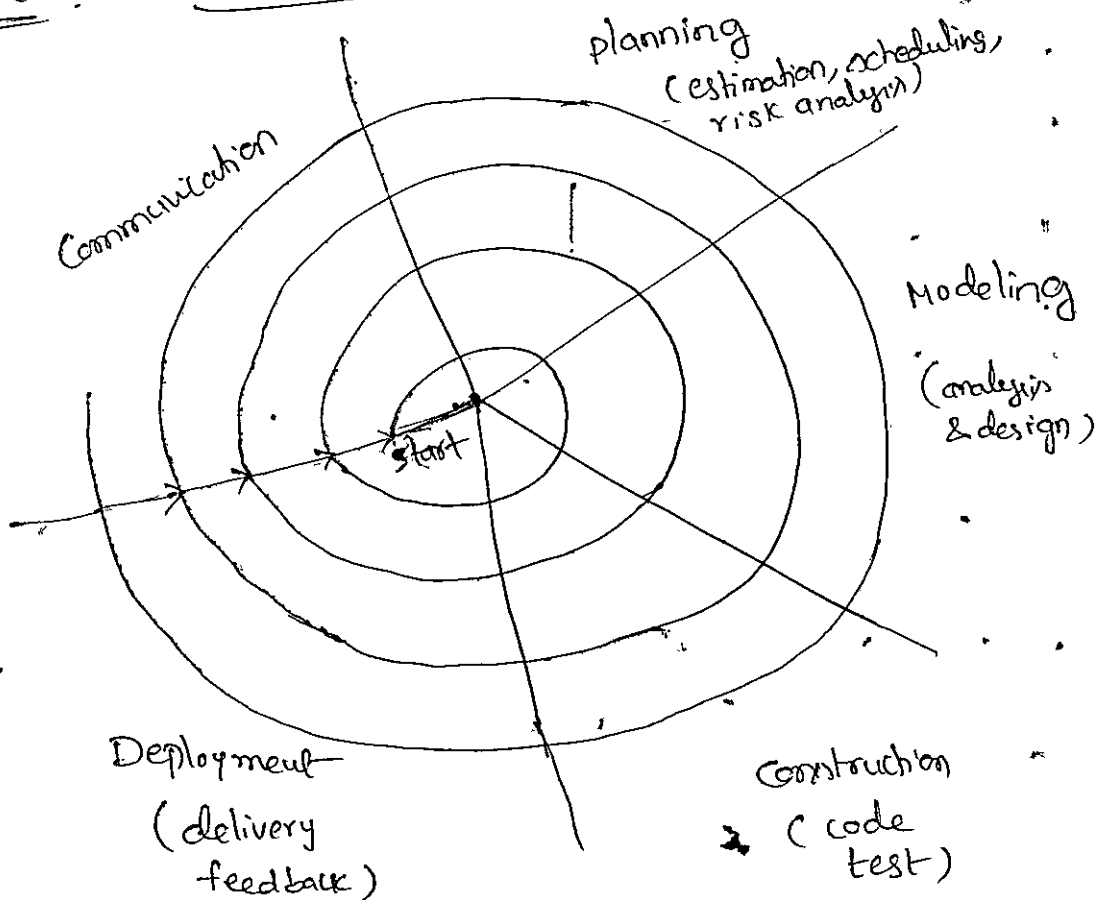 planning
(estimation, scheduling,
risk analysis)
Communication
Modeling
(analysis
& design)
start
Deployment
(delivery
feedback)
Construction
(code
test)